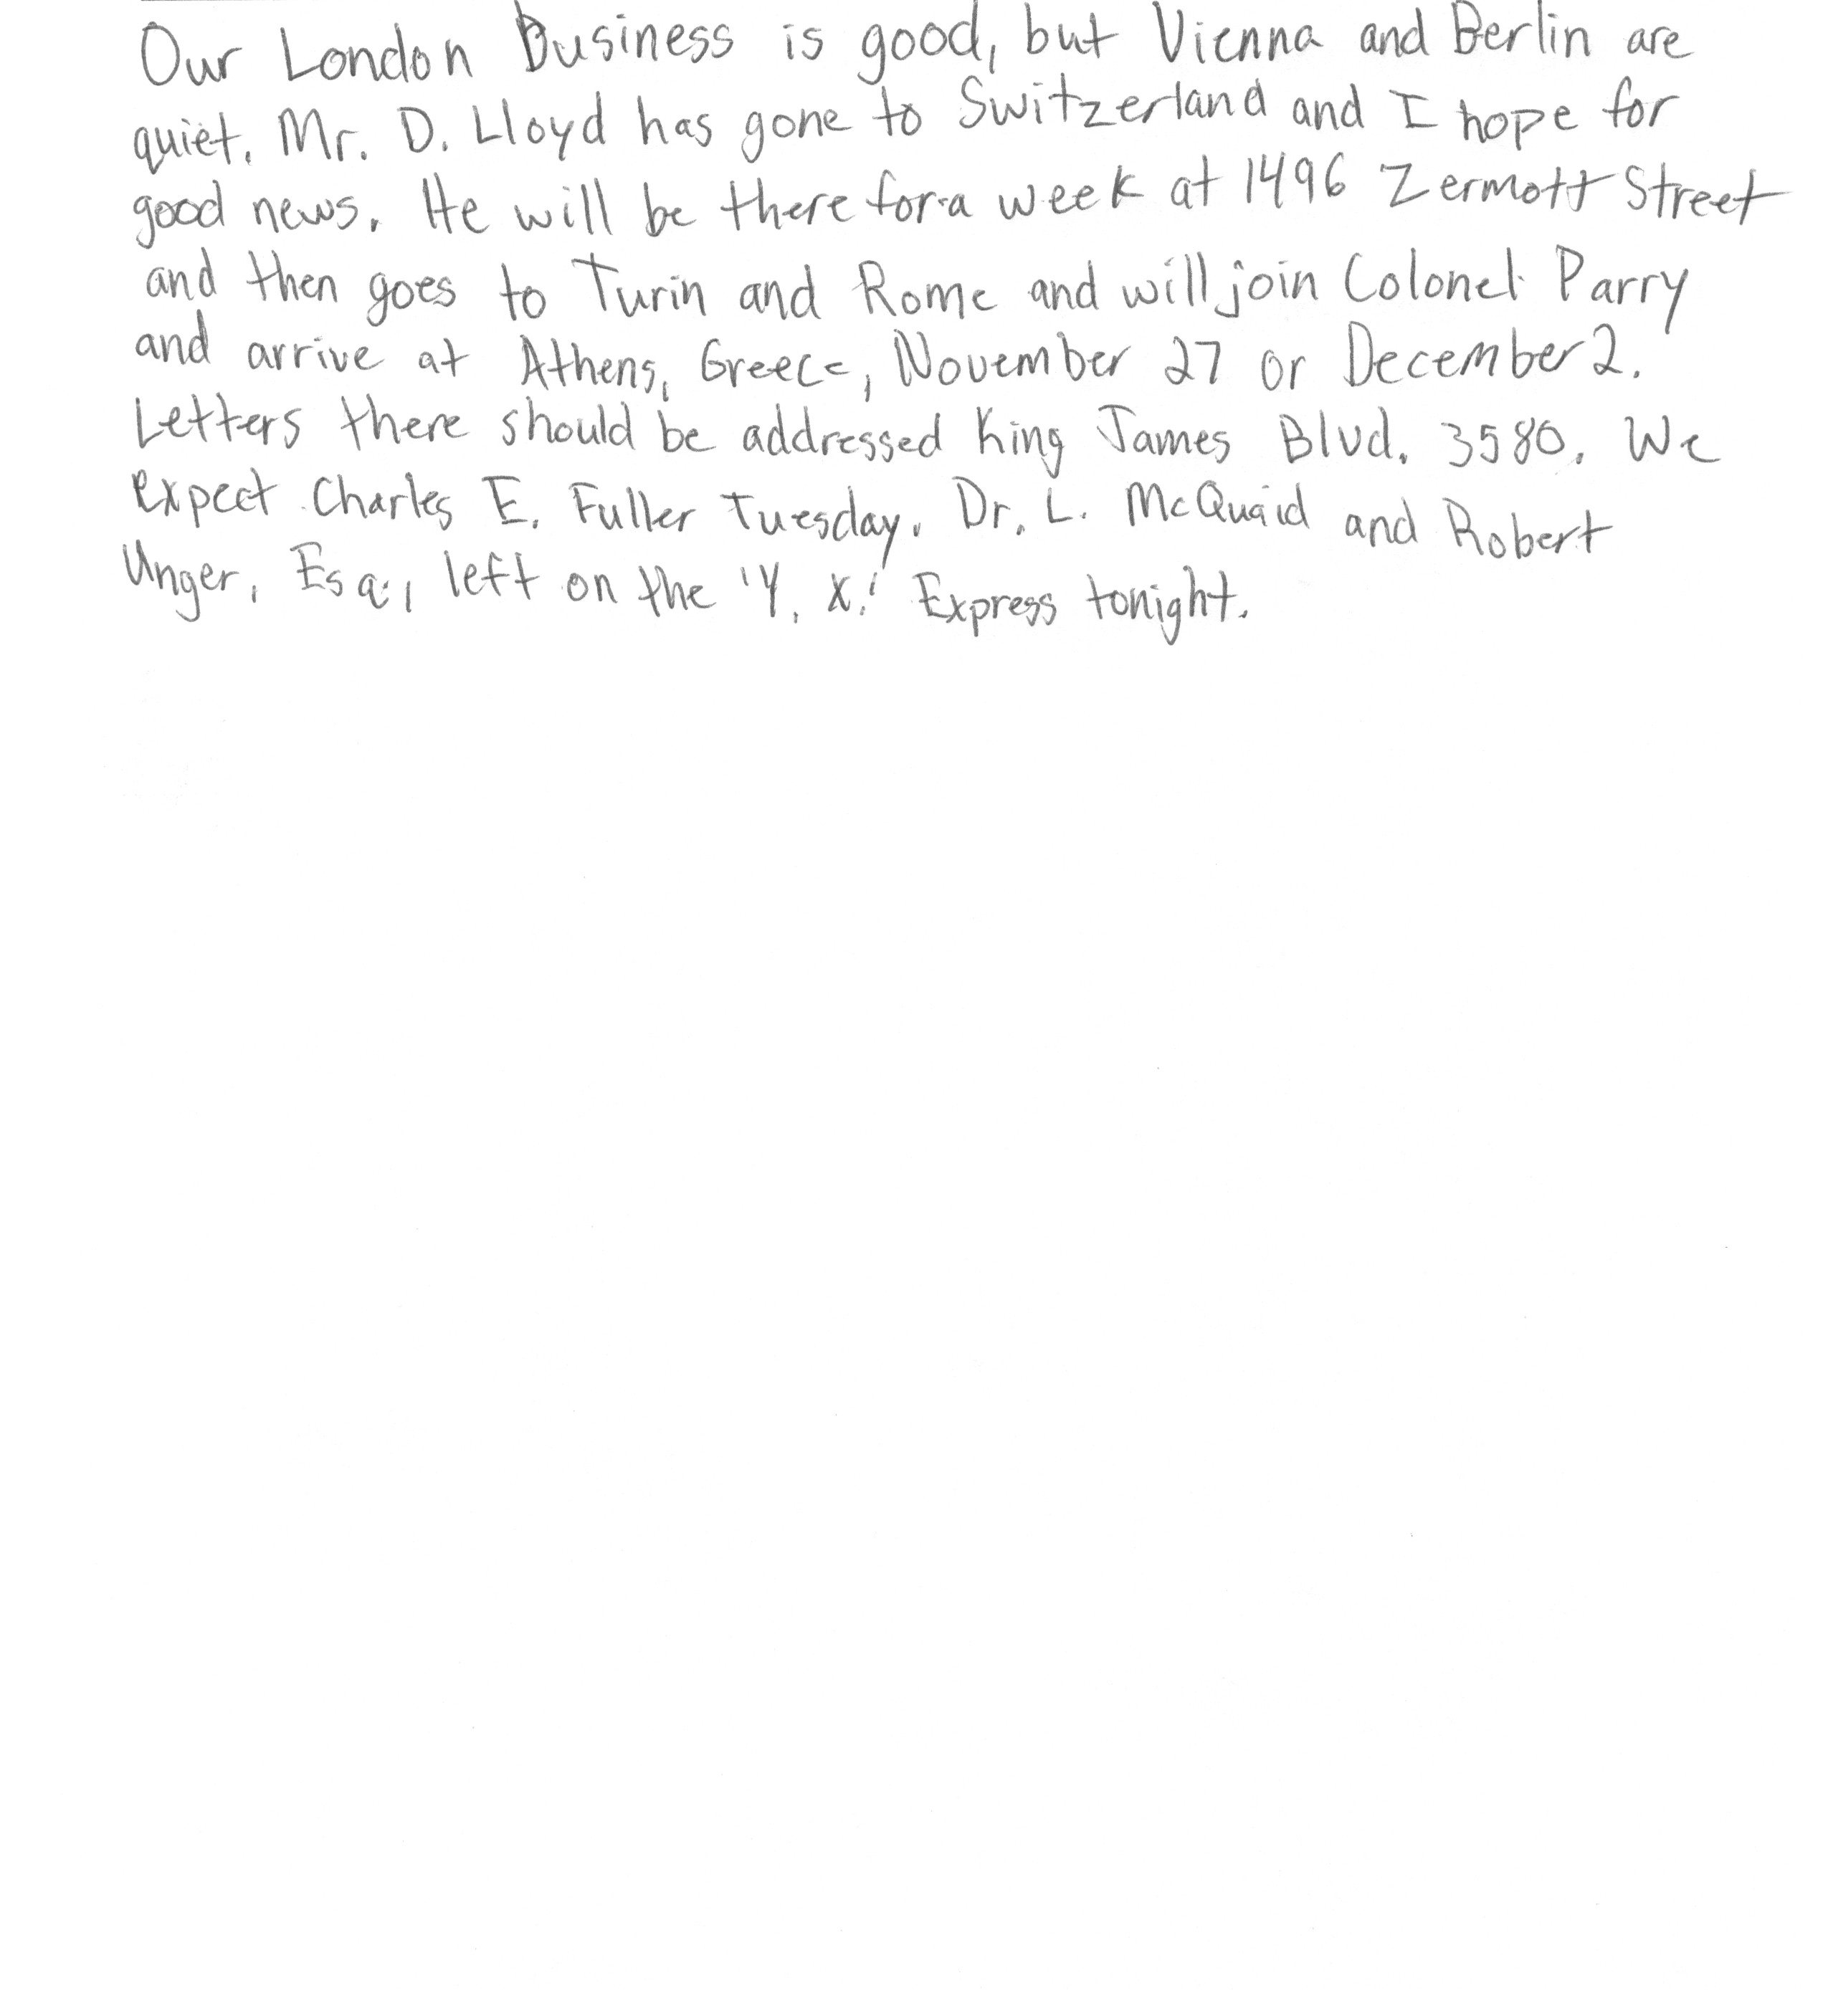 Our London Business is good, but Vienna and Berlin are
quiet. Mr. D. Lloyd has gone to Switzerland and I hope for
good news. He will be there for a week at 1496 Zermott Street
and then goes to Turin and Rome and will join Colonel Parry
and arrive at Athens, Greece, November 27 or December 2.
Letters there should be addressed King James Blvd. 3580. We
expect Charles E. Fuller Tuesday. Dr. L. McQuaid and Robert
Unger, Esq., left on the 'Y. X.' Express tonight.